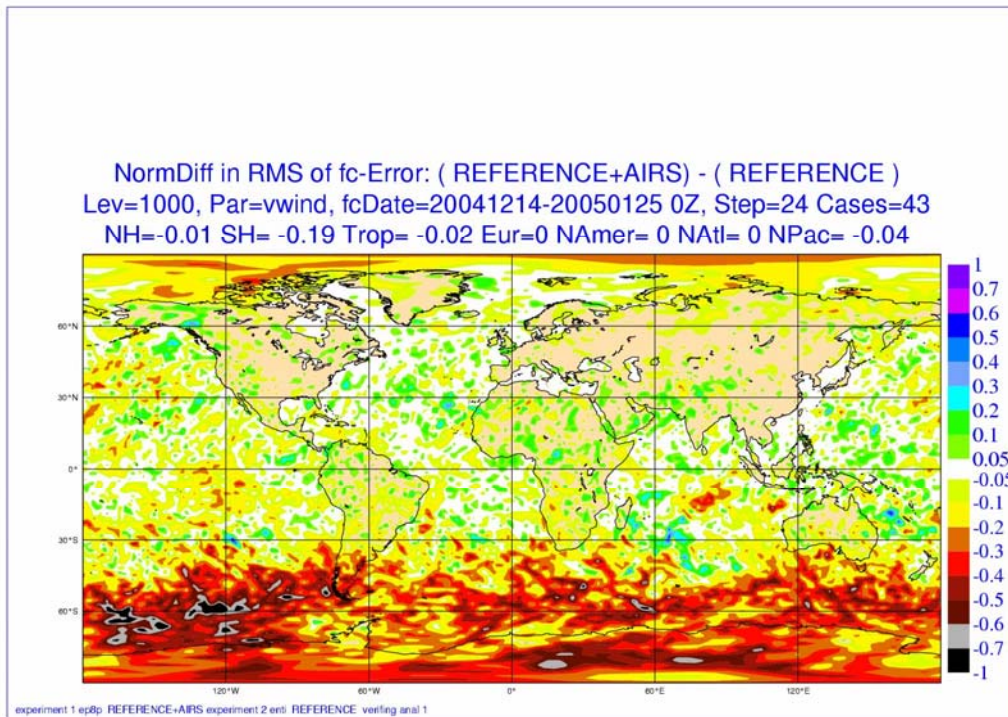 NormDiff in RMS of fc-Error: ( REFERENCE+AIRS) - ( REFERENCE )
Lev=1000, Par=vwind, fcDate=20041214-20050125 0Z, Step=24 Cases=43
NH=-0.01 SH= -0.19 Trop= -0.02 Eur=0 NAmer= 0 NAtl= 0 NPac= -0.04
1
0.7
0.6
0.5
0.4
0.3
0.2
0.1
0.05
-0.05
-0.1
-0.2
-0.3
-0.4
-0.5
-0.6
-0.7
-1
60°N
30°N
0°
30°S
60°S
120°W
60°W
0°
60°E
120°E
experiment 1 ep8p REFERENCE+AIRS experiment 2 enti REFERENCE verifing anal 1